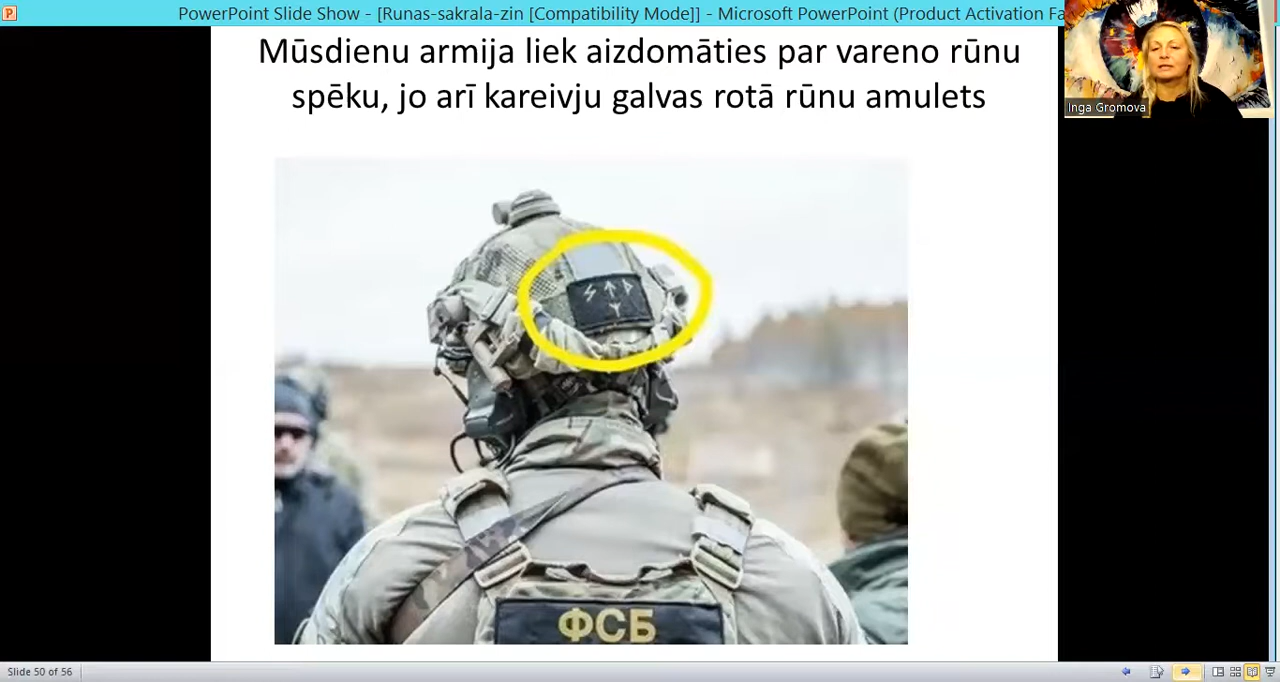 PowerPoint Slide Show - [Runas-sakrala-zin [Compatibility Mode]] - Microsoft PowerPoint (Product Activation Fa
Mūsdienu armija liek aizdomāties par vareno rūnu
spēku, jo arī kareivju galvas rotā rūnu amulets
Inga Gromova
ФСБ
Slide 50 of 56